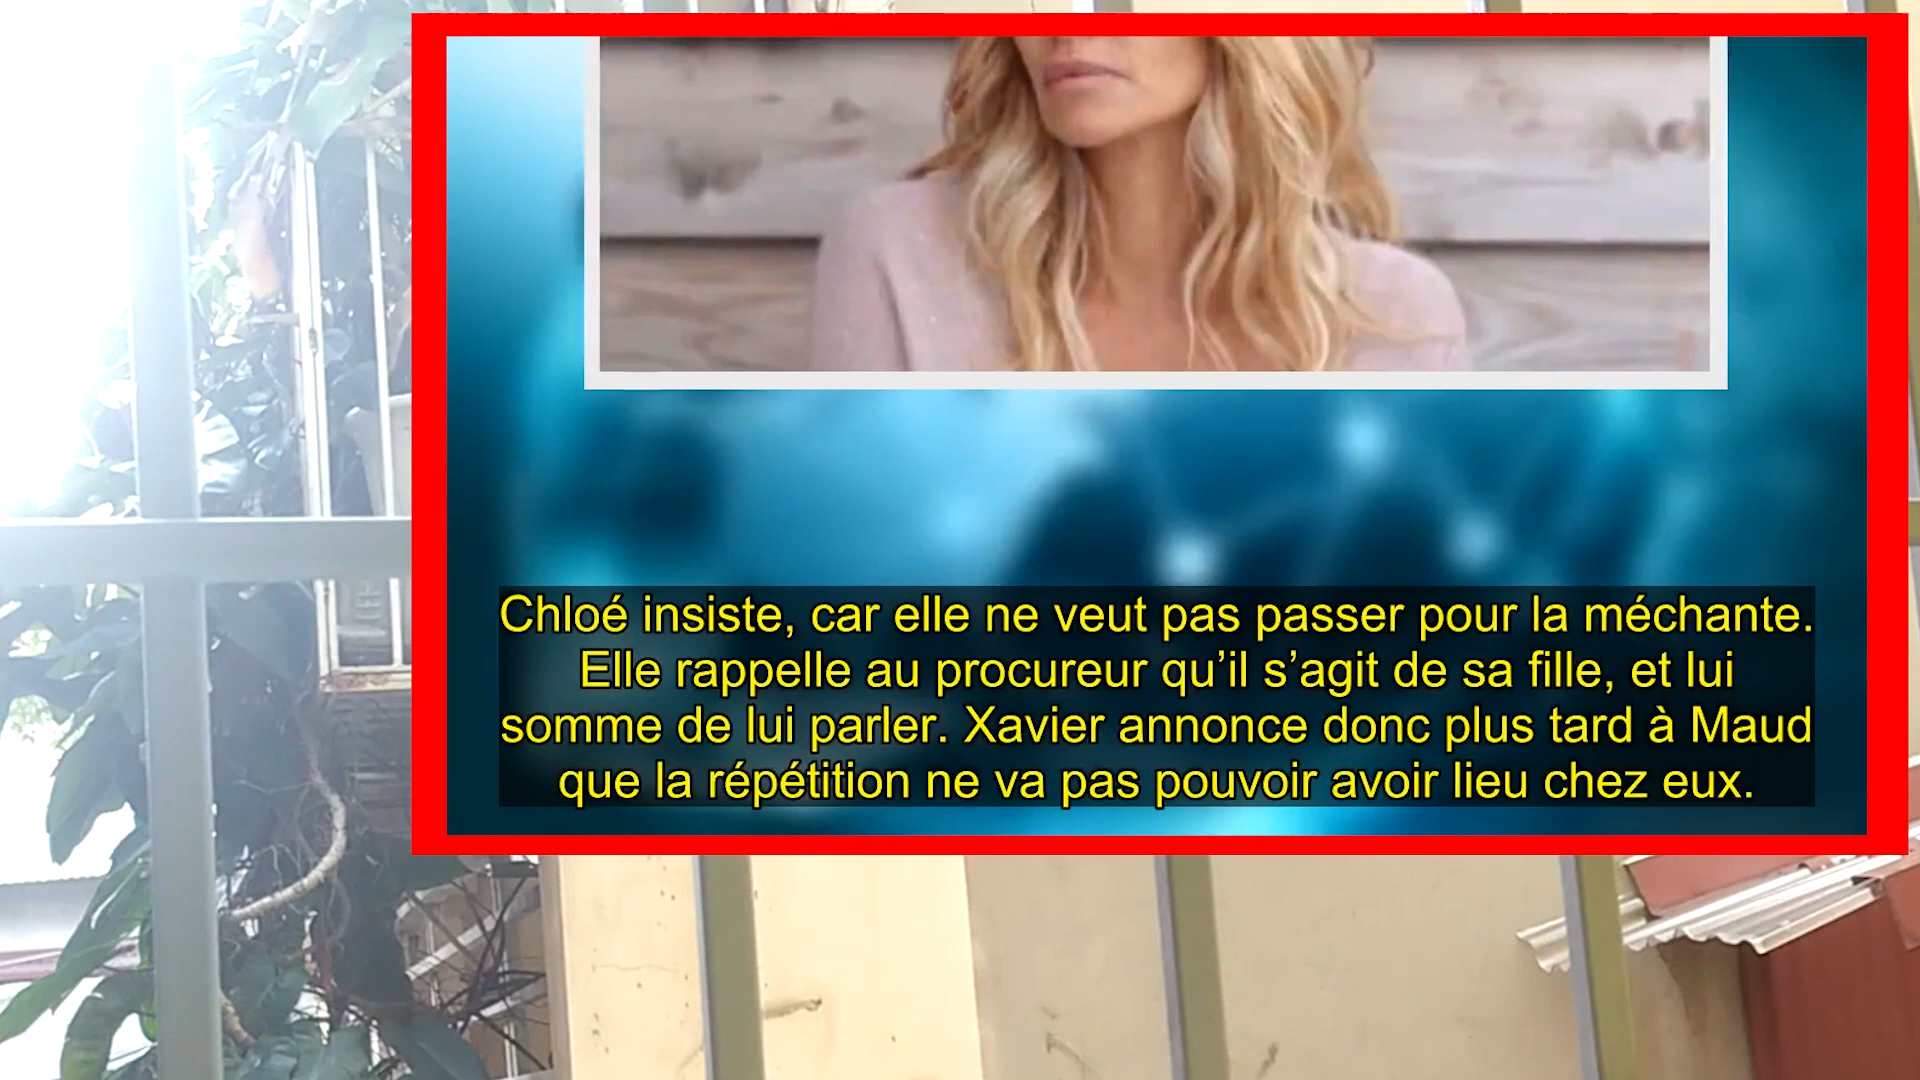 Chloé insiste, car elle ne veut pas passer pour la méchante.
Elle rappelle au procureur qu’il s’agit de sa fille, et lui
somme de lui parler. Xavier annonce donc plus tard à Maud
que la répétition ne va pas pouvoir avoir lieu chez eux.